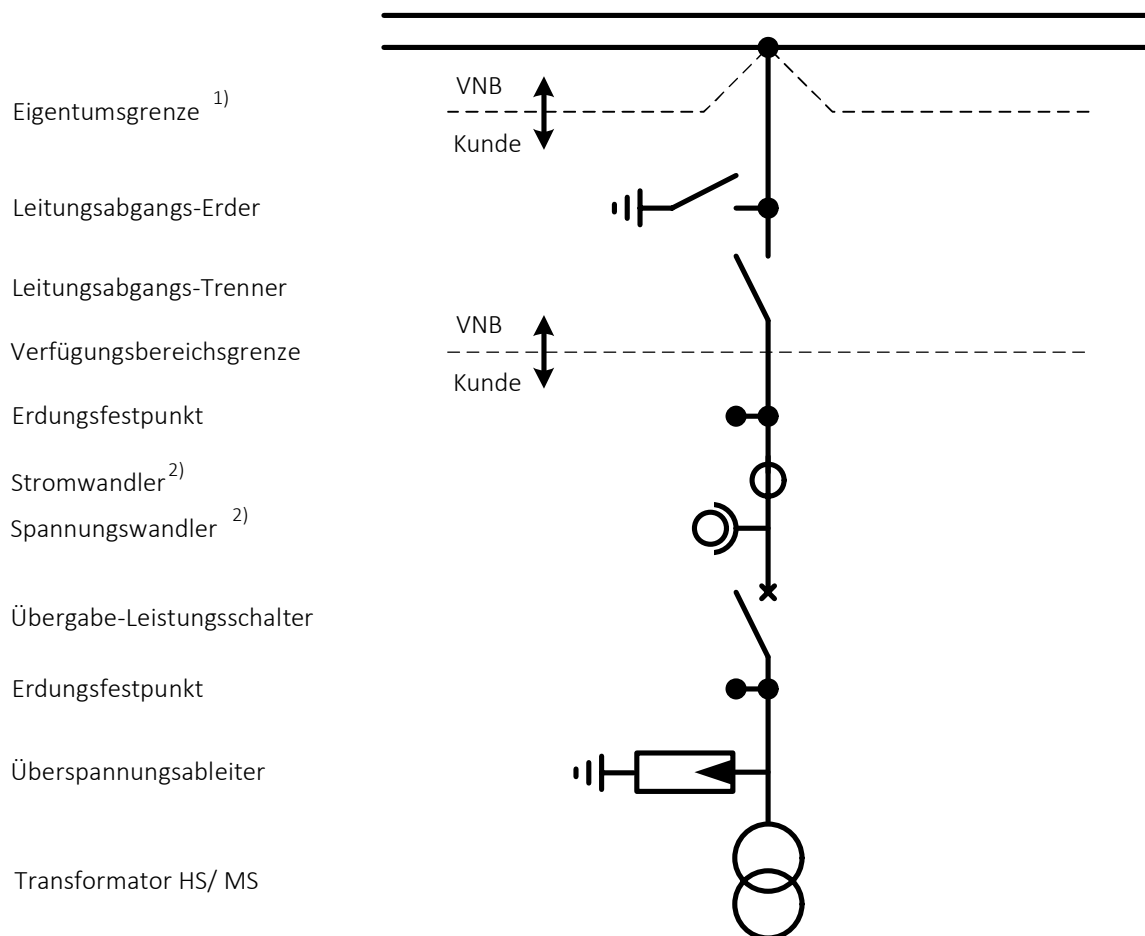 VNB
Eigentumsgrenze 1)
Kunde
Leitungsabgangs-Erder
Leitungsabgangs-Trenner
VNB
Verfügungsbereichsgrenze
Kunde
Erdungsfestpunkt
Stromwandler 2)
Spannungswandler 2)
Übergabe-Leistungsschalter
Erdungsfestpunkt
Überspannungsableiter
Transformator HS/ MS